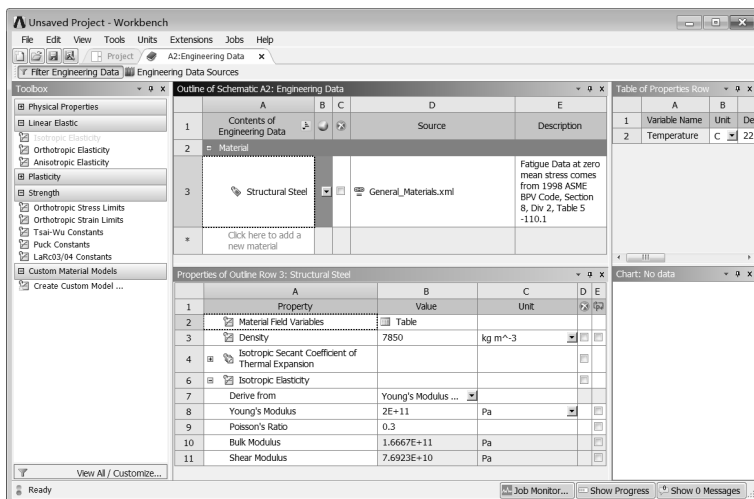 Unsaved Project - Workbench
File Edit View Tools Units Extensions Jobs Help
Project A2:Engineering Data x
Filter Engineering Data Engineering Data Sources
Toolbox
Physical Properties
Linear Elastic
Isotropic Elasticity
Orthotropic Elasticity
Anisotropic Elasticity
Plasticity
Strength
Orthotropic Stress Limits
Orthotropic Strain Limits
Tsai-Wu Constants
Puck Constants
LaRc03/04 Constants
Custom Material Models
Create Custom Model ...
View All / Customize...
Outline of Schematic A2: Engineering Data
A B C D E
1 Contents of Engineering Data Source Description
2 Material
3 Structural Steel General_Materials.xml
Fatigue Data at zero
mean stress comes
from 1998 ASME
BPV Code, Section
8, Div 2, Table 5
-110.1
* Click here to add a
new material
Table of Properties Row
A B
1 Variable Name Unit De
2 Temperature C 22
Properties of Outline Row 3: Structural Steel
A B C D E
1 Property Value Unit
2 Material Field Variables Table
3 Density 7850 kg m^-3
4 Isotropic Secant Coefficient of
Thermal Expansion
6 Isotropic Elasticity
7 Derive from Young's Modulus ...
8 Young's Modulus 2E+11 Pa
9 Poisson's Ratio 0.3
10 Bulk Modulus 1.6667E+11 Pa
11 Shear Modulus 7.6923E+10 Pa
Chart: No data
Ready
Job Monitor... Show Progress Show 0 Messages